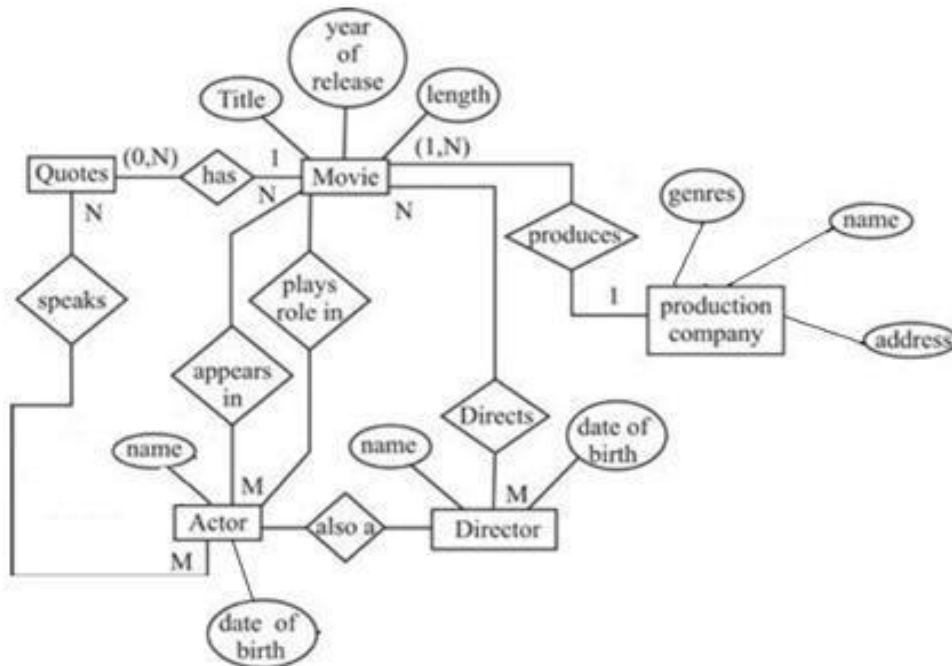 year
of
release
Title
length
(0,N)
1
(1,N)
Quotes
has
Movie
N
N
N
genres
name
produces
speaks
plays
role in
1
production
company
address
appears
in
Directs
date of
birth
name
name
M
M
Actor
also a
Director
M
date of
birth